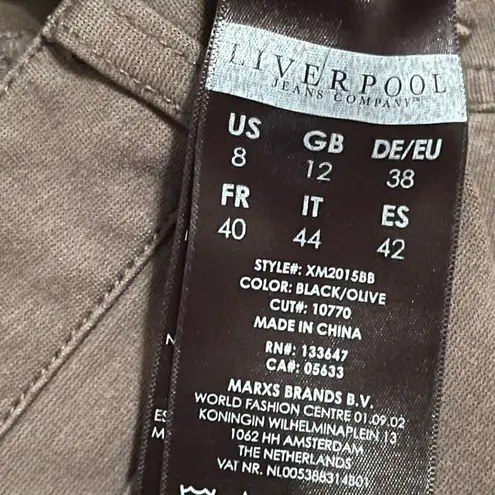 LIVERPOOL
JEANS COMPANY™
US GB DE/EU
8 12 38
FR IT ES
40 44 42
STYLE#: XM2015BB
COLOR: BLACK/OLIVE
CUT#: 10770
MADE IN CHINA
RN#: 133647
CA#: 05633
MARXS BRANDS B.V.
WORLD FASHION CENTRE 01.09.02
KONINGIN WILHELMINAPLEIN 13
1062 HH AMSTERDAM
THE NETHERLANDS
VAT NR. NL005388314B01
N
ES
M